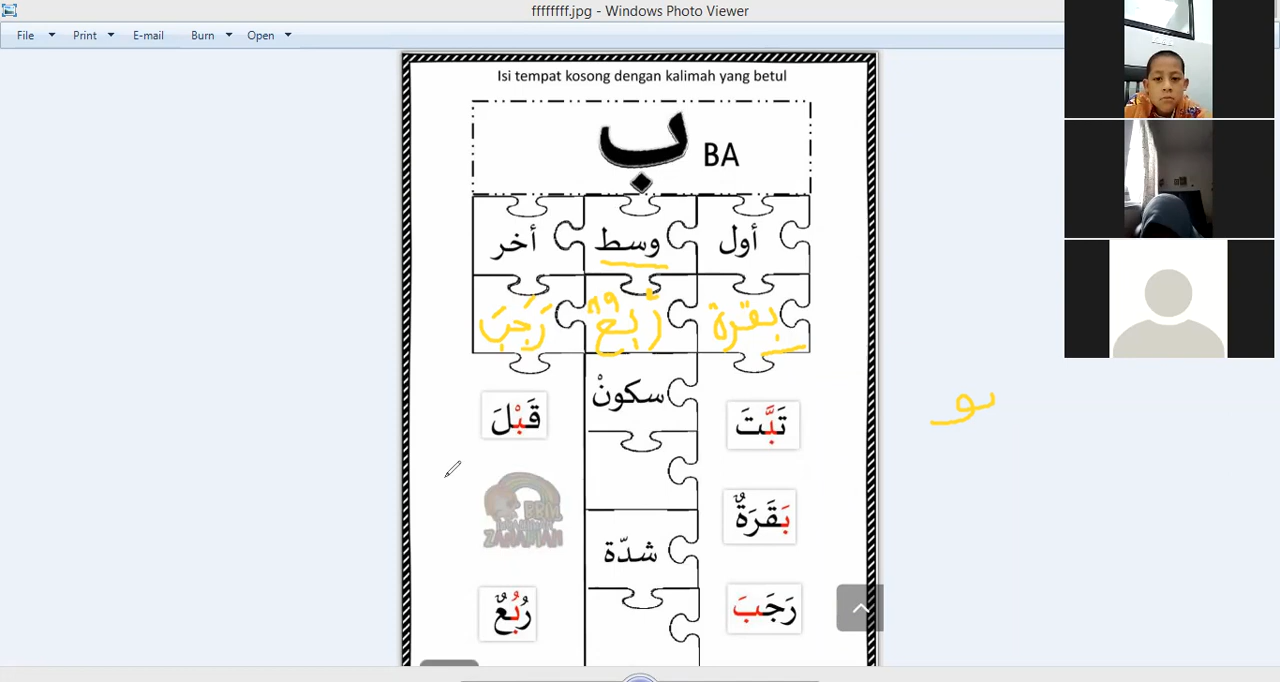 ffffffff.jpg - Windows Photo Viewer
File Print E-mail Burn Open
Isi tempat kosong dengan kalimah yang betul
ب BA
أول وسط أخر
بقرة رَجَبَ
سكونْ
تَبَّتَ قَبْلَ
بَقَرَةٌ
شدّة
رَجَبَ رُبُعٌ